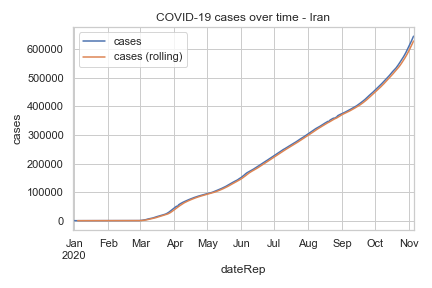 COVID-19 cases over time - Iran
cases
cases (rolling)
600000
500000
400000
300000
200000
100000
0
cases
Jan Feb Mar Apr May Jun Jul Aug Sep Oct Nov
2020
dateRep